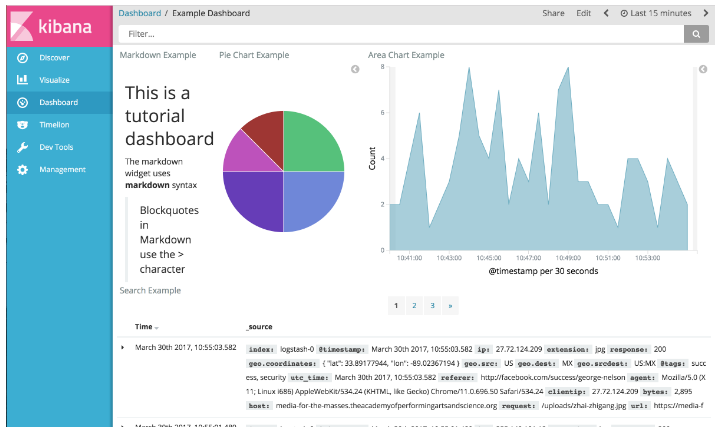 kibana
Discover
Visualize
Dashboard
Timelion
Dev Tools
Management
Dashboard / Example Dashboard
Share Edit Last 15 minutes
Filter...
Markdown Example
This is a
tutorial
dashboard
The markdown
widget uses
markdown syntax
Blockquotes
in
Markdown
use the >
character
Pie Chart Example
Area Chart Example
8
6
4
2
0
Count
10:41:00 10:43:00 10:45:00 10:47:00 10:49:00 10:51:00 10:53:00
@timestamp per 30 seconds
Search Example
1 2 3 »
Time _source
March 30th 2017, 10:55:03.582 index: logstash-0 @timestamp: March 30th 2017, 10:55:03.582 ip: 27.72.124.209 extension: jpg response: 200
geo.coordinates: { "lat": 33.89177944, "lon": -89.02367194 } geo.src: US geo.dest: MX geo.srcdest: US:MX @tags:
success, security utc_time: March 30th 2017, 10:55:03.582 referer: http://facebook.com/success/george-nelson agent: Mozilla/5.0 (X
11; Linux i686) AppleWebKit/534.24 (KHTML, like Gecko) Chrome/11.0.696.50 Safari/534.24 clientip: 27.72.124.209 bytes: 2,895
host: media-for-the-masses.theacademyofperformingartsandscience.org request: /uploads/zhai-zhigang.jpg url: https://media-f